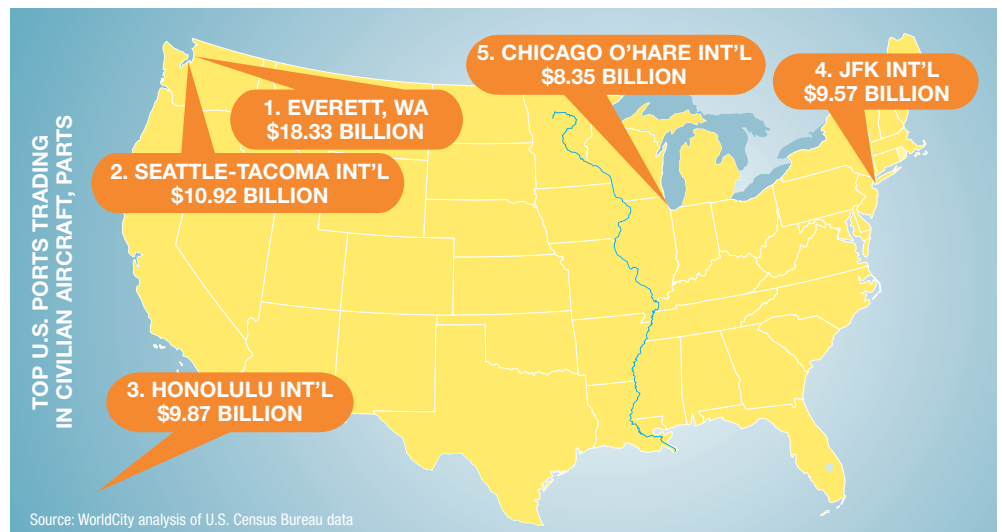 TOP U.S. PORTS TRADING
IN CIVILIAN AIRCRAFT, PARTS
1. EVERETT, WA
$18.33 BILLION
2. SEATTLE-TACOMA INT'L
$10.92 BILLION
3. HONOLULU INT'L
$9.87 BILLION
4. JFK INT'L
$9.57 BILLION
5. CHICAGO O'HARE INT'L
$8.35 BILLION
Source: WorldCity analysis of U.S. Census Bureau data